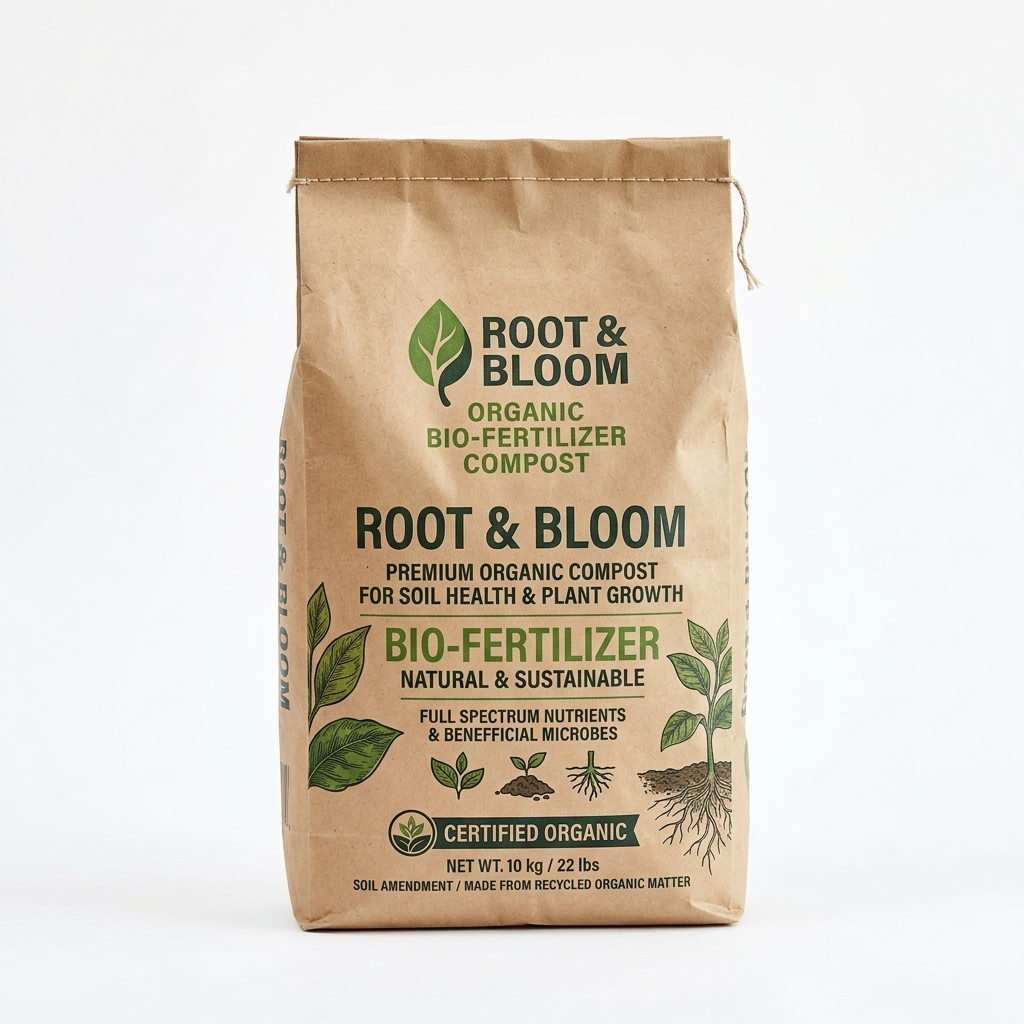 ROOT &
BLOOM
ORGANIC
BIO-FERTILIZER
COMPOST
ROOT & BLOOM
PREMIUM ORGANIC COMPOST
FOR SOIL HEALTH & PLANT GROWTH
BIO-FERTILIZER
NATURAL & SUSTAINABLE
FULL SPECTRUM NUTRIENTS
& BENEFFICIAL MICROBES
CERTIFIED ORGANIC
NET WT. 10 kg / 22 lbs
SOIL AMENDMENT / MADE FROM RECYCLED ORGANIC MATTER
ROOT & BLOOM